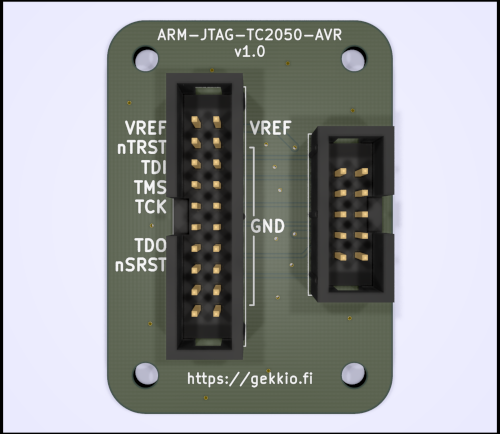 ARM-JTAG-TC2050-AVR
v1.0
VREF
VREF
nTRST
TDI
TMS
TCK
GND
TDO
nSRST
https://gekkio.fi